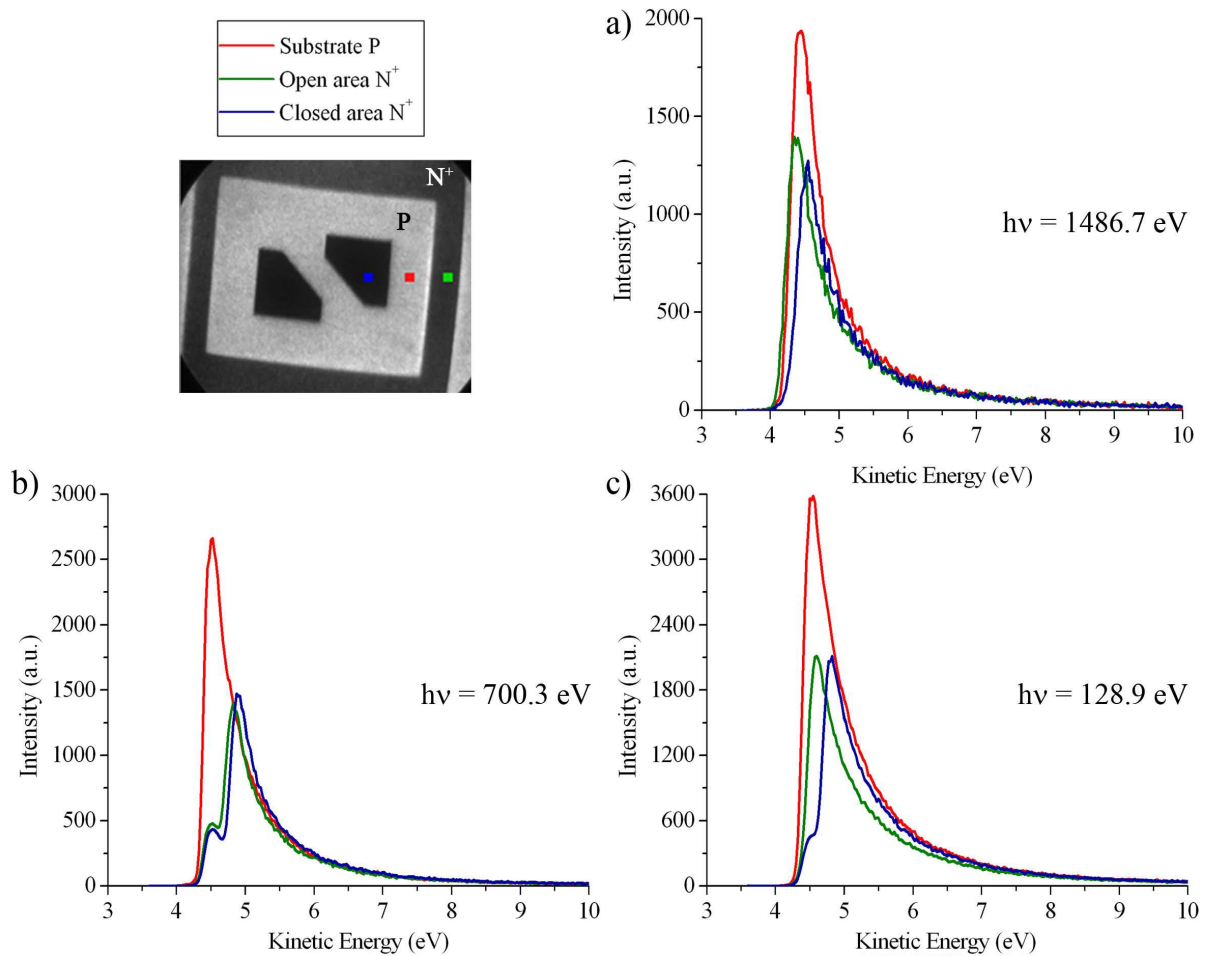 Substrate P
Open area N⁺
Closed area N⁺
N⁺
P
a)
2000
1500
1000
500
0
Intensity (a.u.)
hν = 1486.7 eV
3 4 5 6 7 8 9 10
Kinetic Energy (eV)
b)
3000
2500
2000
1500
1000
500
0
Intensity (a.u.)
hν = 700.3 eV
3 4 5 6 7 8 9 10
Kinetic Energy (eV)
c)
3600
3000
2400
1800
1200
600
0
Intensity (a.u.)
hν = 128.9 eV
3 4 5 6 7 8 9 10
Kinetic Energy (eV)